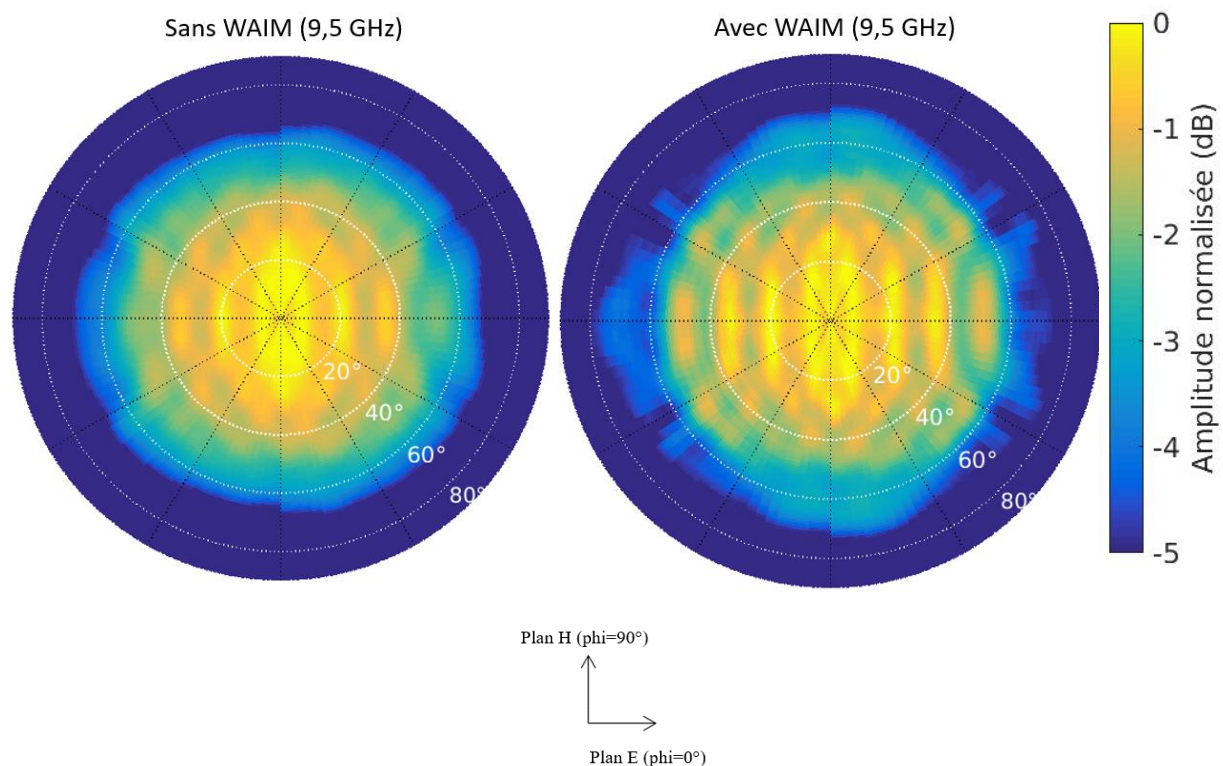 Sans WAIM (9,5 GHz)
Avec WAIM (9,5 GHz)
20°
40°
60°
80°
20°
40°
60°
80°
0
-1
-2
-3
-4
-5
Amplitude normalisée (dB)
Plan H (phi=90°)
Plan E (phi=0°)